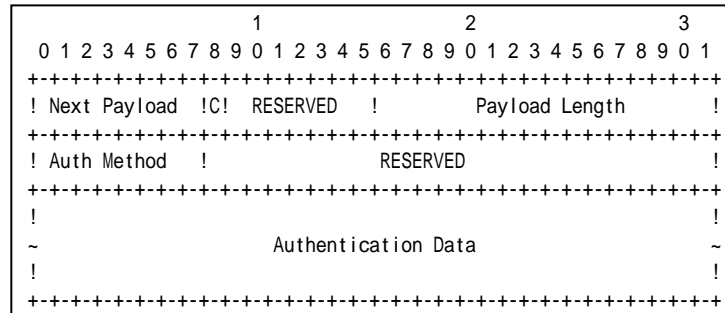 1                   2                   3
 0 1 2 3 4 5 6 7 8 9 0 1 2 3 4 5 6 7 8 9 0 1 2 3 4 5 6 7 8 9 0 1
+-+-+-+-+-+-+-+-+-+-+-+-+-+-+-+-+-+-+-+-+-+-+-+-+-+-+-+-+-+-+-+-+
! Next Payload  !C!  RESERVED   !         Payload Length        !
+-+-+-+-+-+-+-+-+-+-+-+-+-+-+-+-+-+-+-+-+-+-+-+-+-+-+-+-+-+-+-+-+
! Auth Method   !                RESERVED                       !
+-+-+-+-+-+-+-+-+-+-+-+-+-+-+-+-+-+-+-+-+-+-+-+-+-+-+-+-+-+-+-+-+
!                                                               !
~                      Authentication Data                      ~
!                                                               !
+-+-+-+-+-+-+-+-+-+-+-+-+-+-+-+-+-+-+-+-+-+-+-+-+-+-+-+-+-+-+-+-+